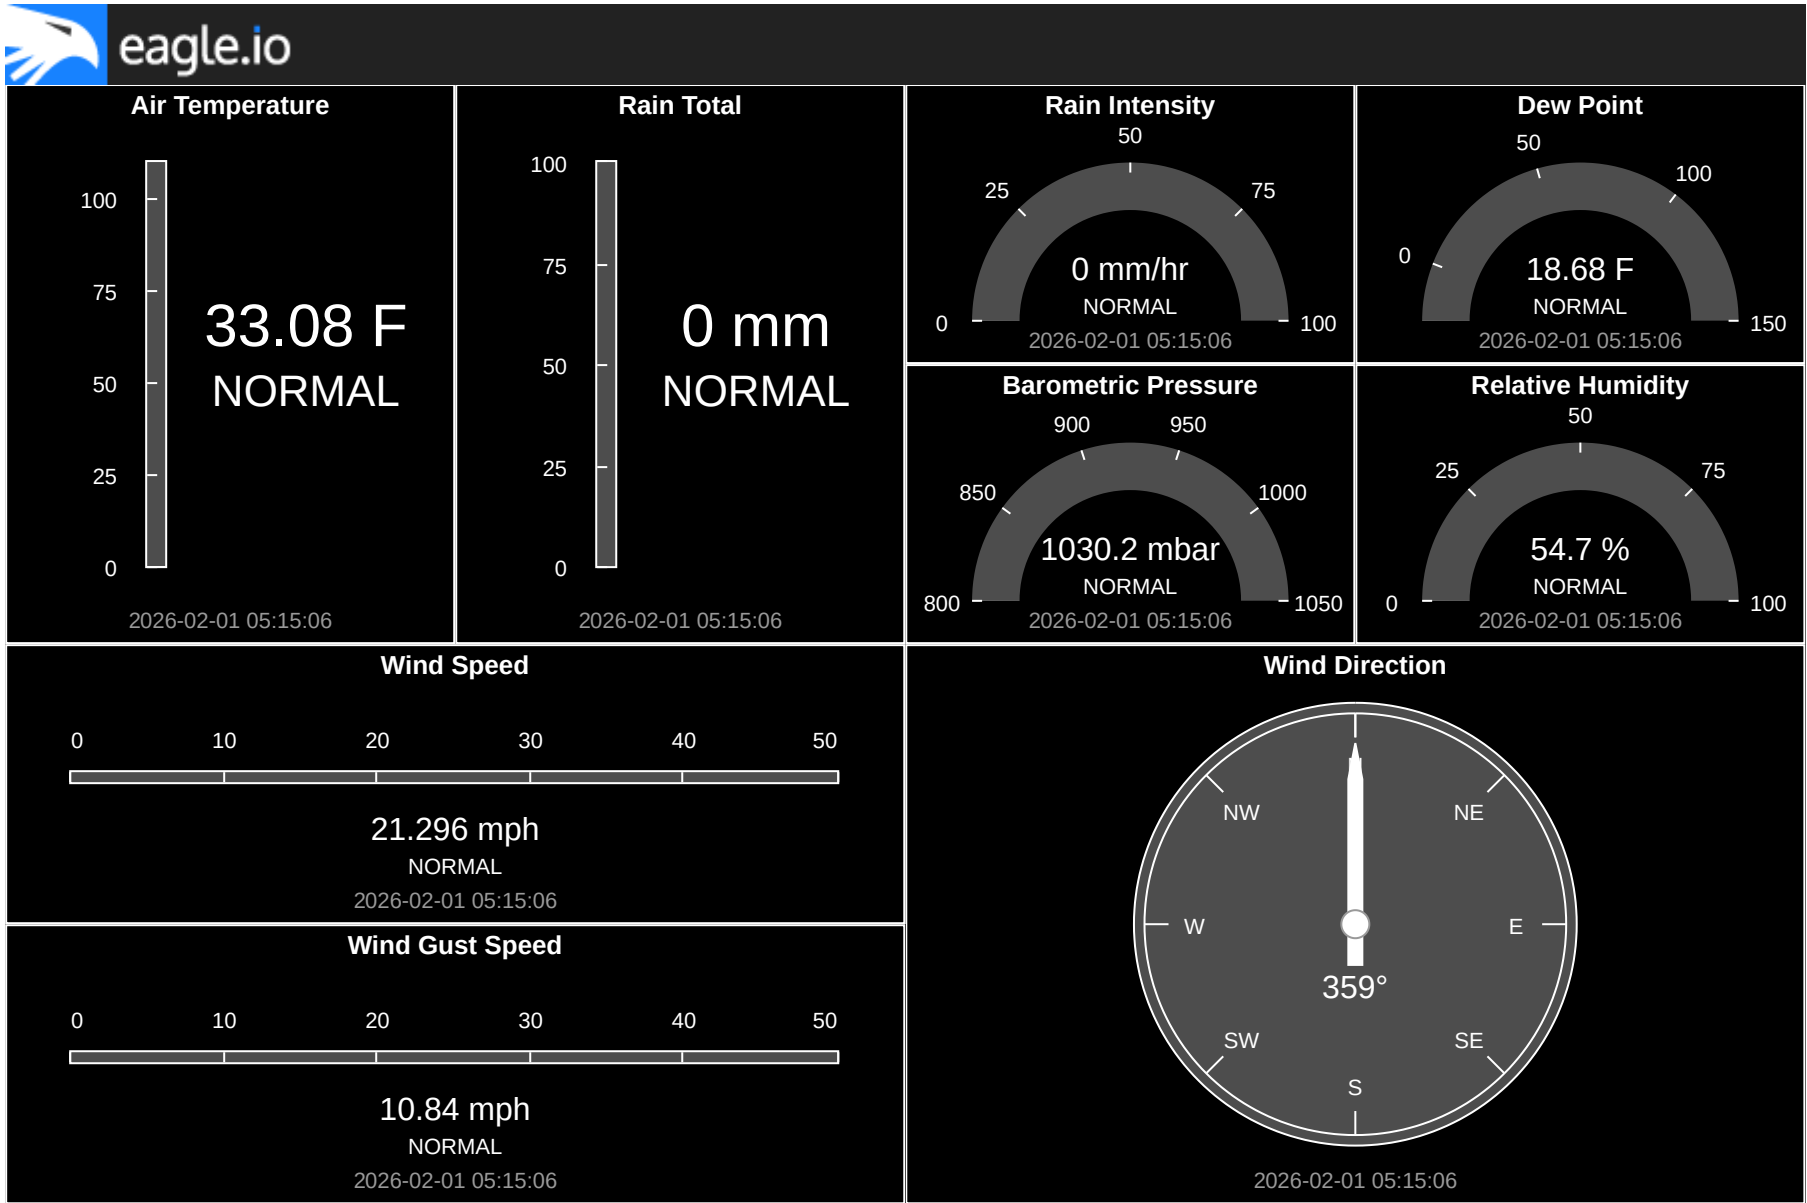 eagle.io
Air Temperature
100
75
50
25
0
33.08 F
NORMAL
2026-02-01 05:15:06
Rain Total
100
75
50
25
0
0 mm
NORMAL
2026-02-01 05:15:06
Rain Intensity
0
25
50
75
100
0 mm/hr
NORMAL
2026-02-01 05:15:06
Dew Point
0
50
100
150
18.68 F
NORMAL
2026-02-01 05:15:06
Barometric Pressure
800
850
900
950
1000
1050
1030.2 mbar
NORMAL
2026-02-01 05:15:06
Relative Humidity
0
25
50
75
100
54.7 %
NORMAL
2026-02-01 05:15:06
Wind Speed
0 10 20 30 40 50
21.296 mph
NORMAL
2026-02-01 05:15:06
Wind Gust Speed
0 10 20 30 40 50
10.84 mph
NORMAL
2026-02-01 05:15:06
Wind Direction
NW NE
W E
359°
SW SE
S
2026-02-01 05:15:06